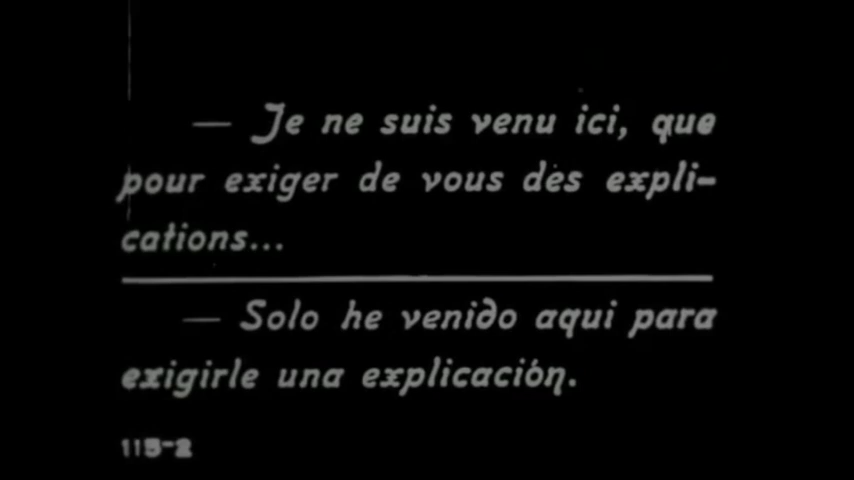 — Je ne suis venu ici, que
pour exiger de vous des expli-
cations...
— Solo he venido aqui para
exigirle una explicación.
115-2